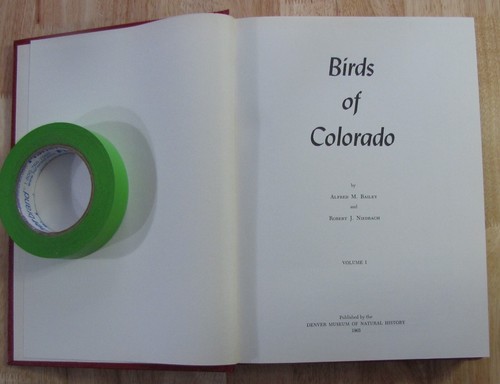 Birds
of
Colorado
by
Alfred M. Bailey
and
Robert J. Niedrach
VOLUME I
Published by the
DENVER MUSEUM OF NATURAL HISTORY
1965